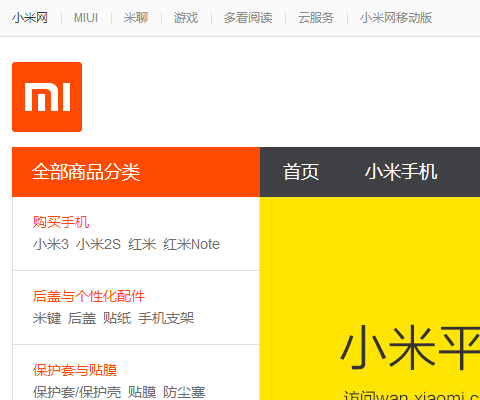 小米网 MIUI 米聊 游戏 多看阅读 云服务 小米网移动版
mi
全部商品分类 首页 小米手机
购买手机
小米3 小米2S 红米 红米Note
后盖与个性化配件
米键 后盖 贴纸 手机支架
小米平
保护套与贴膜
保护套/保护壳 贴膜 防尘塞
访问wan.xiaomi.c